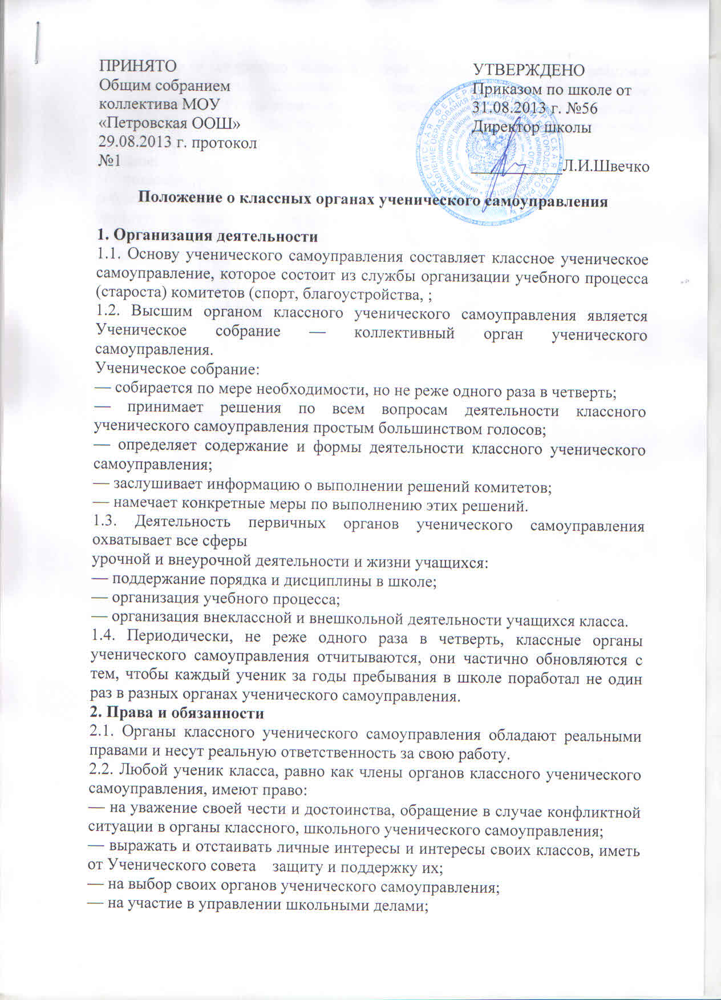 ПРИНЯТО
Общим собранием
коллектива МОУ
«Петровская ООШ»
29.08.2013 г. протокол
№1
УТВЕРЖДЕНО
Приказом по школе от
31.08.2013 г. №56
Директор школы
Л.И.Швечко
Положение о классных органах ученического самоуправления
1. Организация деятельности
1.1. Основу ученического самоуправления составляет классное ученическое
самоуправление, которое состоит из службы организации учебного процесса
(староста) комитетов (спорт, благоустройства, ;
1.2. Высшим органом классного ученического самоуправления является
Ученическое собрание — коллективный орган ученического
самоуправления.
Ученическое собрание:
— собирается по мере необходимости, но не реже одного раза в четверть;
— принимает решения по всем вопросам деятельности классного
ученического самоуправления простым большинством голосов;
— определяет содержание и формы деятельности классного ученического
самоуправления;
— заслушивает информацию о выполнении решений комитетов;
— намечает конкретные меры по выполнению этих решений.
1.3. Деятельность первичных органов ученического самоуправления
охватывает все сферы
урочной и внеурочной деятельности и жизни учащихся:
— поддержание порядка и дисциплины в школе;
— организация учебного процесса;
— организация внеклассной и внешкольной деятельности учащихся класса.
1.4. Периодически, не реже одного раза в четверть, классные органы
ученического самоуправления отчитываются, они частично обновляются с
тем, чтобы каждый ученик за годы пребывания в школе поработал не один
раз в разных органах ученического самоуправления.
2. Права и обязанности
2.1. Органы классного ученического самоуправления обладают реальными
правами и несут реальную ответственность за свою работу.
2.2. Любой ученик класса, равно как члены органов классного ученического
самоуправления, имеют право:
— на уважение своей чести и достоинства, обращение в случае конфликтной
ситуации в органы классного, школьного ученического самоуправления;
— выражать и отстаивать личные интересы и интересы своих классов, иметь
от Ученического совета защиту и поддержку их;
— на выбор своих органов ученического самоуправления;
— на участие в управлении школьными делами;